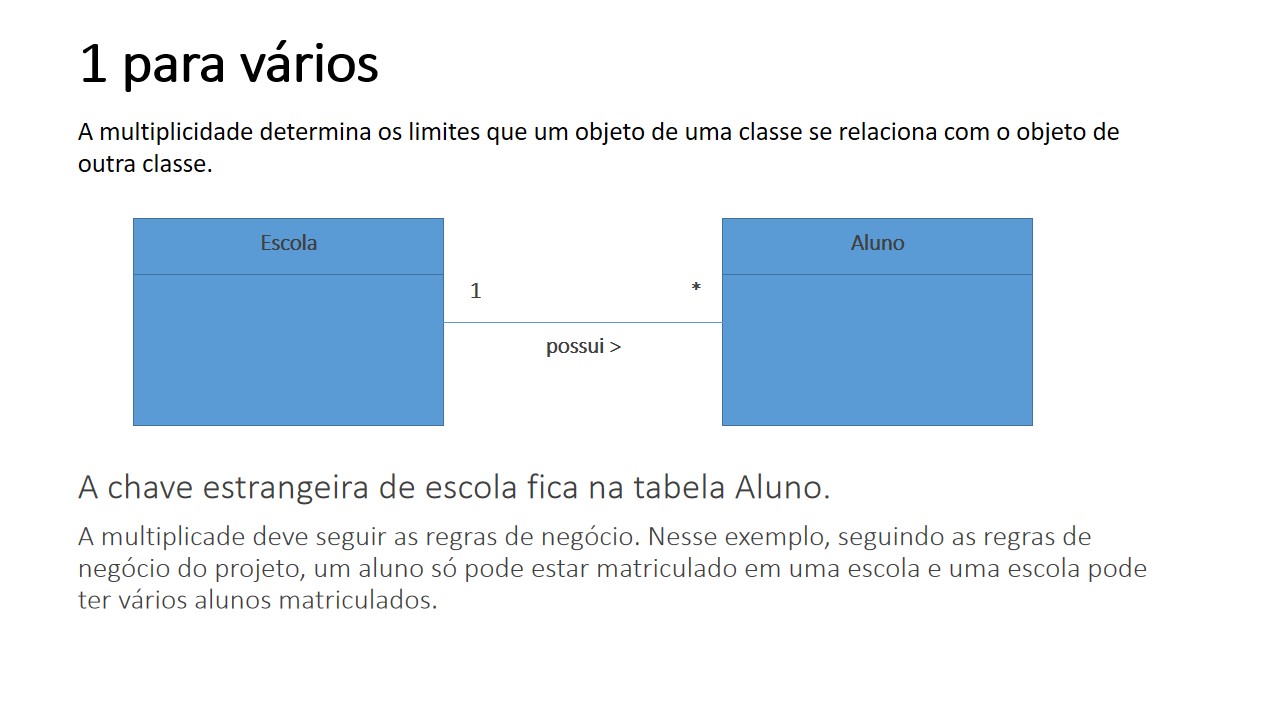 1 para vários
A multiplicidade determina os limites que um objeto de uma classe se relaciona com o objeto de
outra classe.
Escola
Aluno
1
*
possui >
A chave estrangeira de escola fica na tabela Aluno.
A multiplicade deve seguir as regras de negócio. Nesse exemplo, seguindo as regras de
negócio do projeto, um aluno só pode estar matriculado em uma escola e uma escola pode
ter vários alunos matriculados.